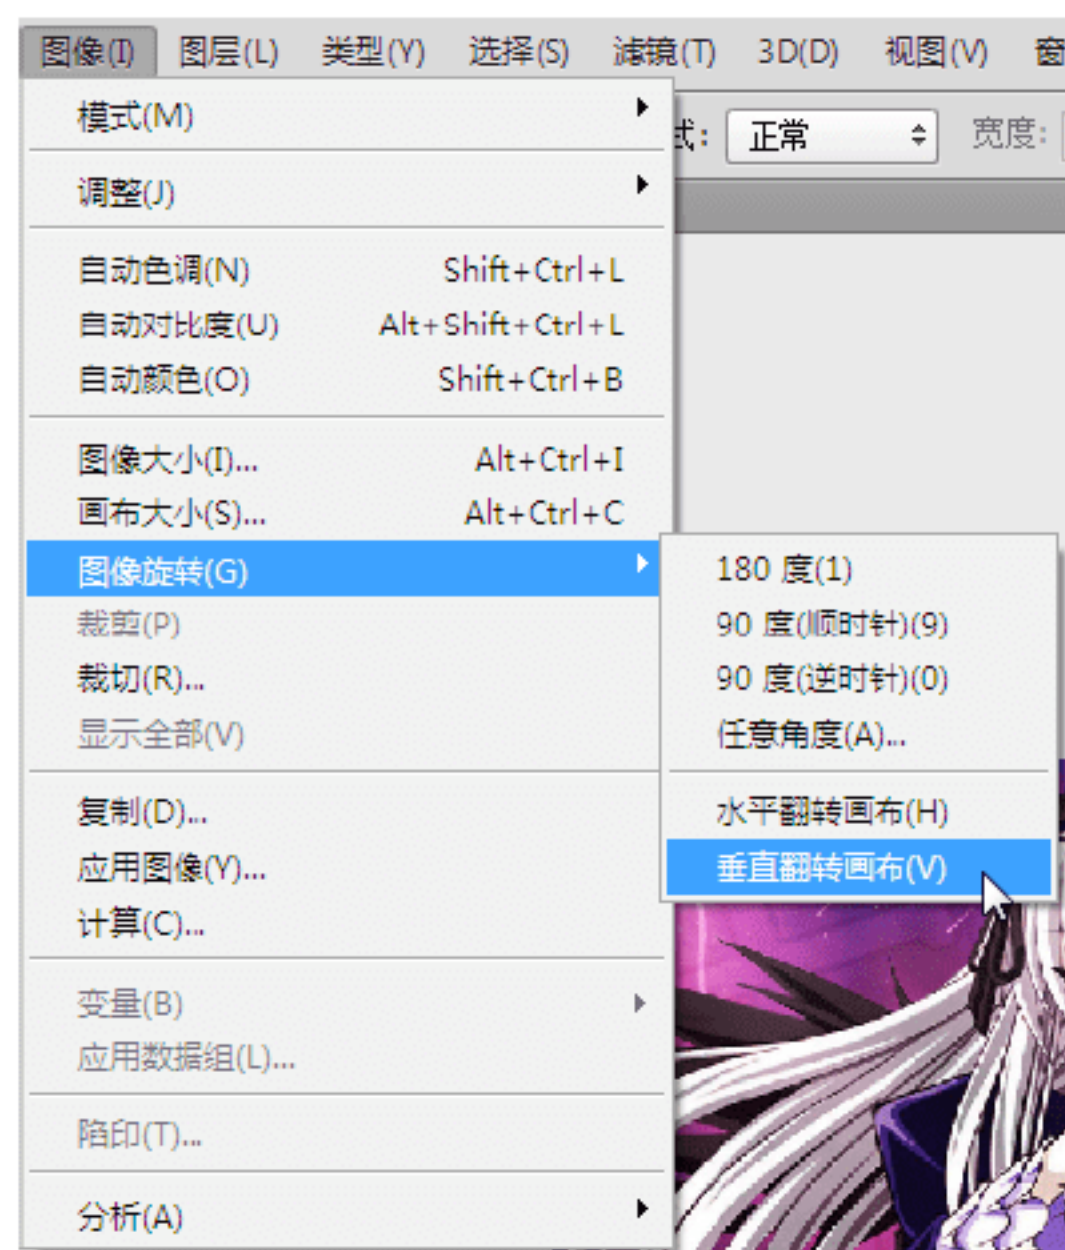 图像(I) 图层(L) 类型(Y) 选择(S) 滤镜(T) 3D(D) 视图(V) 窗
模式(M)
式: 正常 宽度:
调整(J)
自动色调(N) Shift+Ctrl+L
自动对比度(U) Alt+Shift+Ctrl+L
自动颜色(O) Shift+Ctrl+B
图像大小(I)... Alt+Ctrl+I
画布大小(S)... Alt+Ctrl+C
图像旋转(G)
裁剪(P)
裁切(R)...
显示全部(V)
复制(D)...
应用图像(Y)...
计算(C)...
变量(B)
应用数据组(L)...
陷印(T)...
分析(A)
180 度(1)
90 度(顺时针)(9)
90 度(逆时针)(0)
任意角度(A)...
水平翻转画布(H)
垂直翻转画布(V)